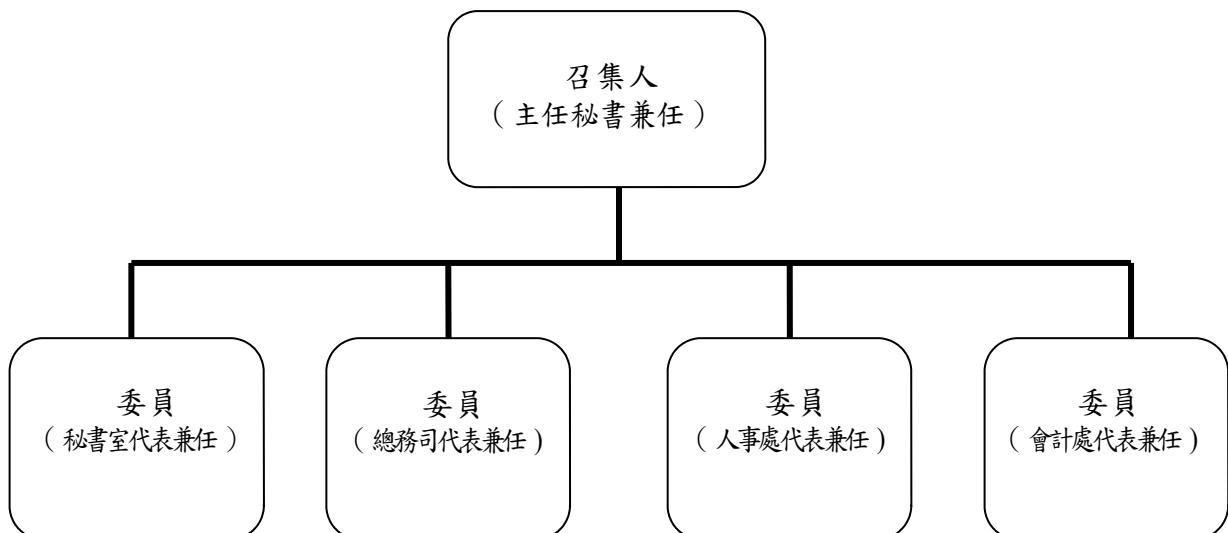 召集人
（主任秘書兼任）
委員
（秘書室代表兼任）
委員
（總務司代表兼任）
委員
（人事處代表兼任）
委員
（會計處代表兼任）